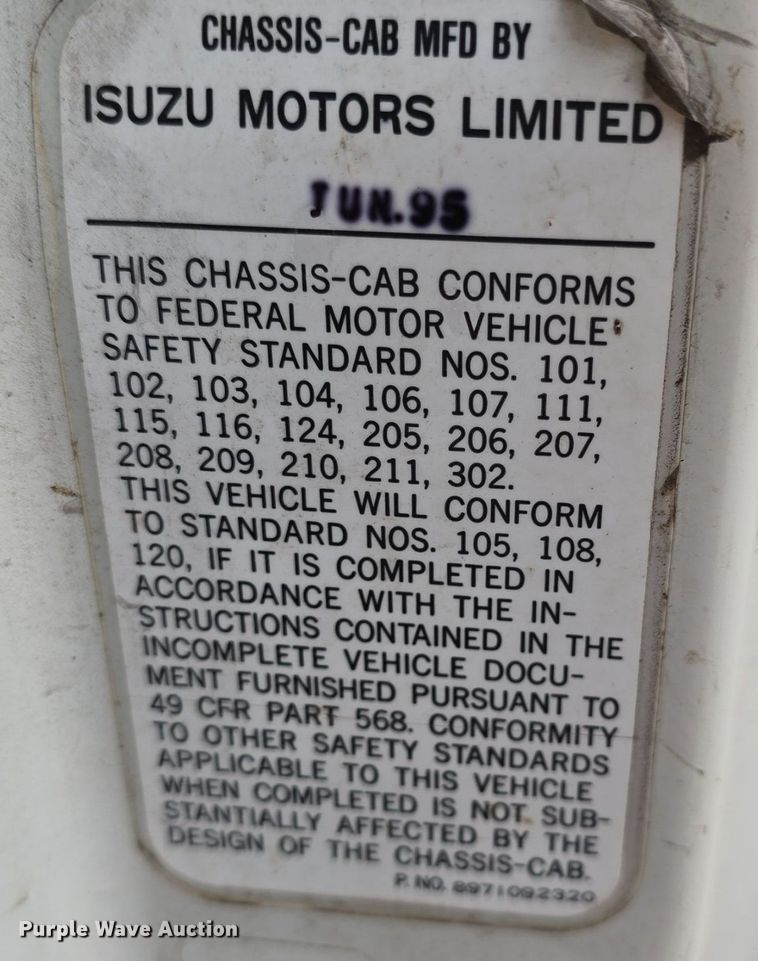 CHASSIS-CAB MFD BY
ISUZU MOTORS LIMITED
JUN.95
THIS CHASSIS-CAB CONFORMS
TO FEDERAL MOTOR VEHICLE
SAFETY STANDARD NOS. 101,
102, 103, 104, 106, 107, 111,
115, 116, 124, 205, 206, 207,
208, 209, 210, 211, 302.
THIS VEHICLE WILL CONFORM
TO STANDARD NOS. 105, 108,
120, IF IT IS COMPLETED IN
ACCORDANCE WITH THE IN-
STRUCTIONS CONTAINED IN THE
INCOMPLETE VEHICLE DOCU-
MENT FURNISHED PURSUANT TO
49 CFR PART 568. CONFORMITY
TO OTHER SAFETY STANDARDS
APPLICABLE TO THIS VEHICLE
WHEN COMPLETED IS NOT SUB-
STANTIALLY AFFECTED BY THE
DESIGN OF THE CHASSIS-CAB.
P. NO. 8971092320
Purple Wave Auction